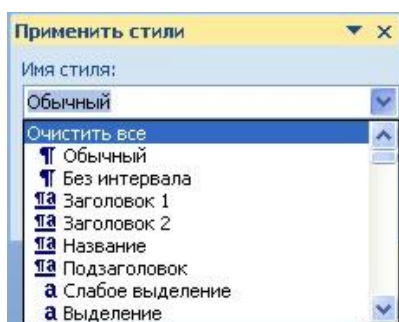 Применить стили
Имя стиля:
Обычный
Очистить все
¶ Обычный
¶ Без интервала
¶a Заголовок 1
¶a Заголовок 2
¶a Название
¶a Подзаголовок
a Слабое выделение
a Выделение